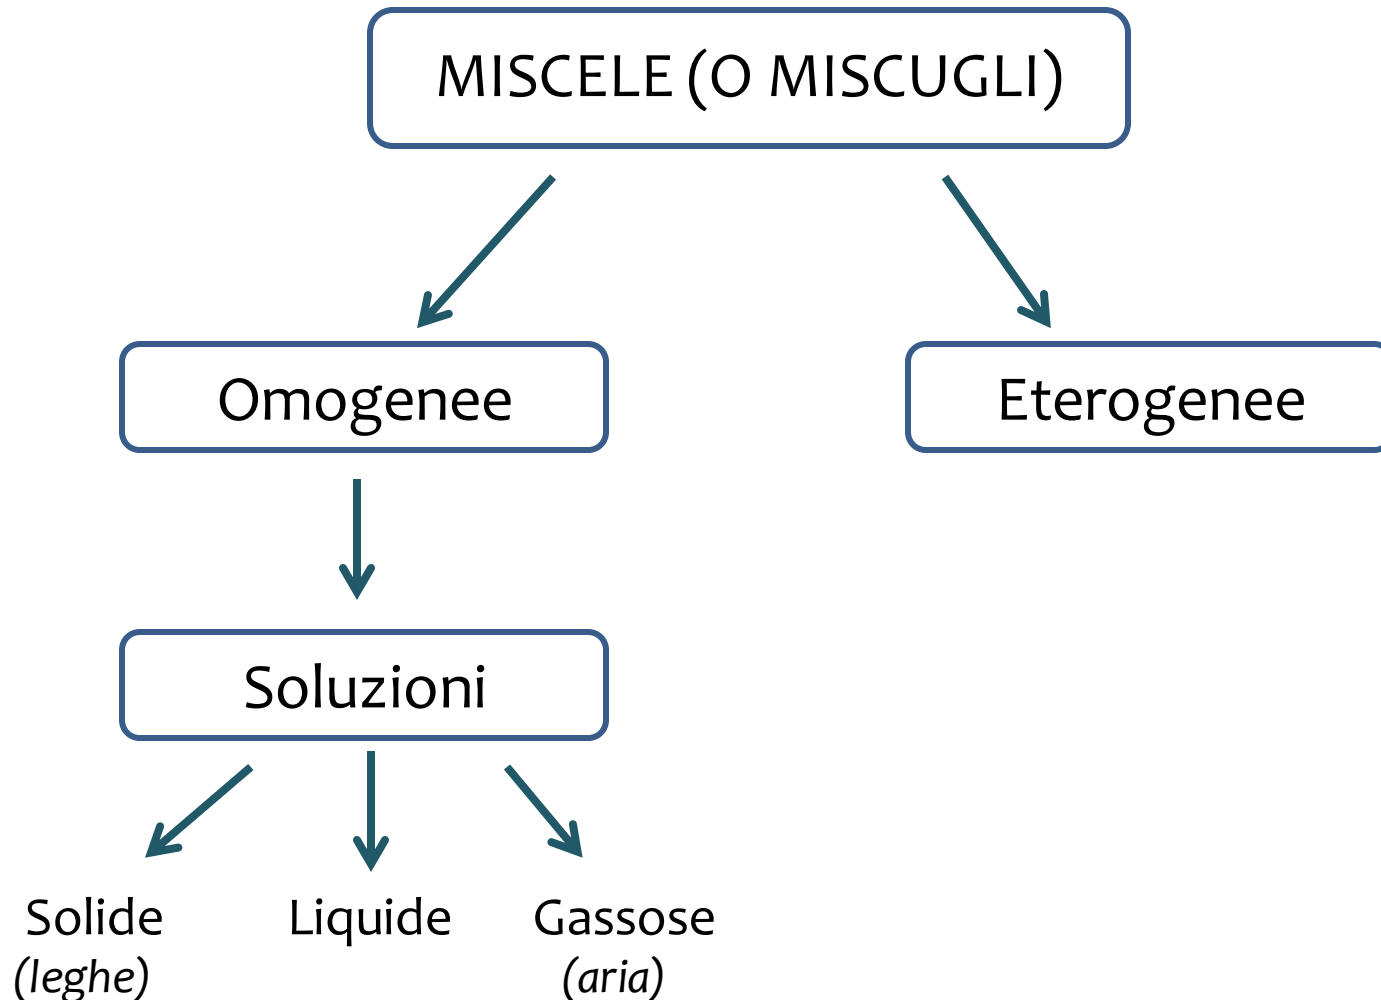 MISCELE (O MISCUGLI)
Omogenee
Eterogenee
Soluzioni
Solide
(leghe)
Liquide
Gassose
(aria)